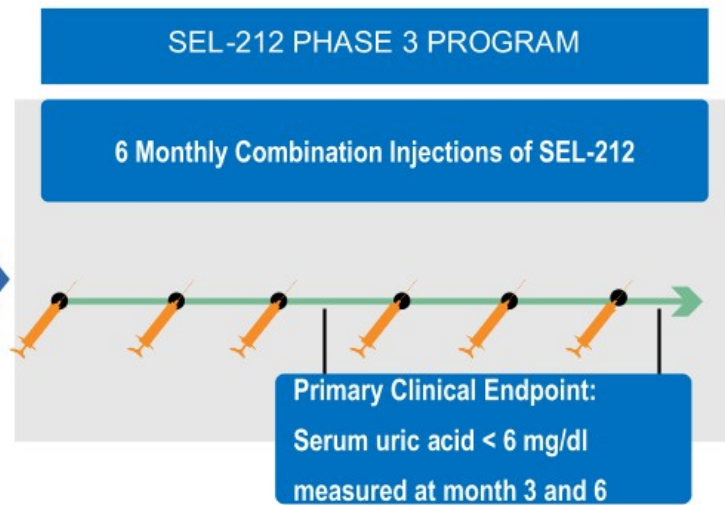 SEL-212 PHASE 3 PROGRAM
6 Monthly Combination Injections of SEL-212
Primary Clinical Endpoint:
Serum uric acid < 6 mg/dl
measured at month 3 and 6